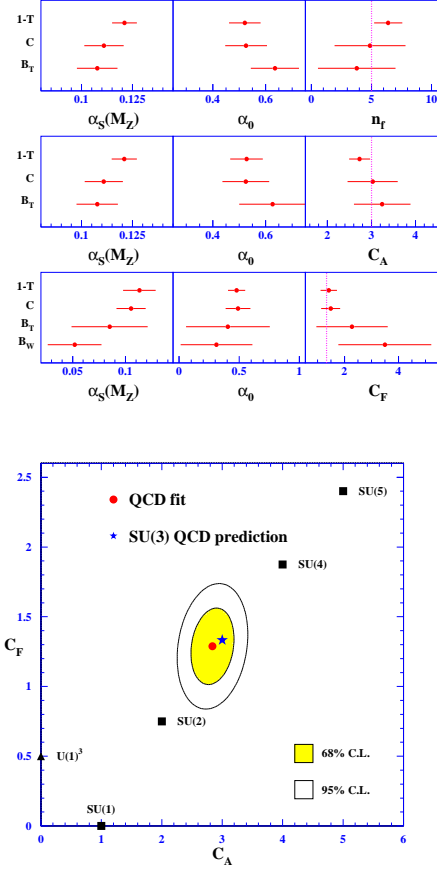 1-T
C
B_T
0.1 0.125 0.4 0.6 0 5 10
α_S(M_Z) α_0 n_f
1-T
C
B_T
0.1 0.125 0.4 0.6 2 3 4
α_S(M_Z) α_0 C_A
1-T
C
B_T
B_W
0.05 0.1 0 0.5 1 2 4
α_S(M_Z) α_0 C_F
2.5
SU(5)
QCD fit
2
SU(3) QCD prediction
SU(4)
1.5
C_F
1
SU(2)
0.5
U(1)³
68% C.L.
95% C.L.
SU(1)
0
0 1 2 3 4 5 6
C_A